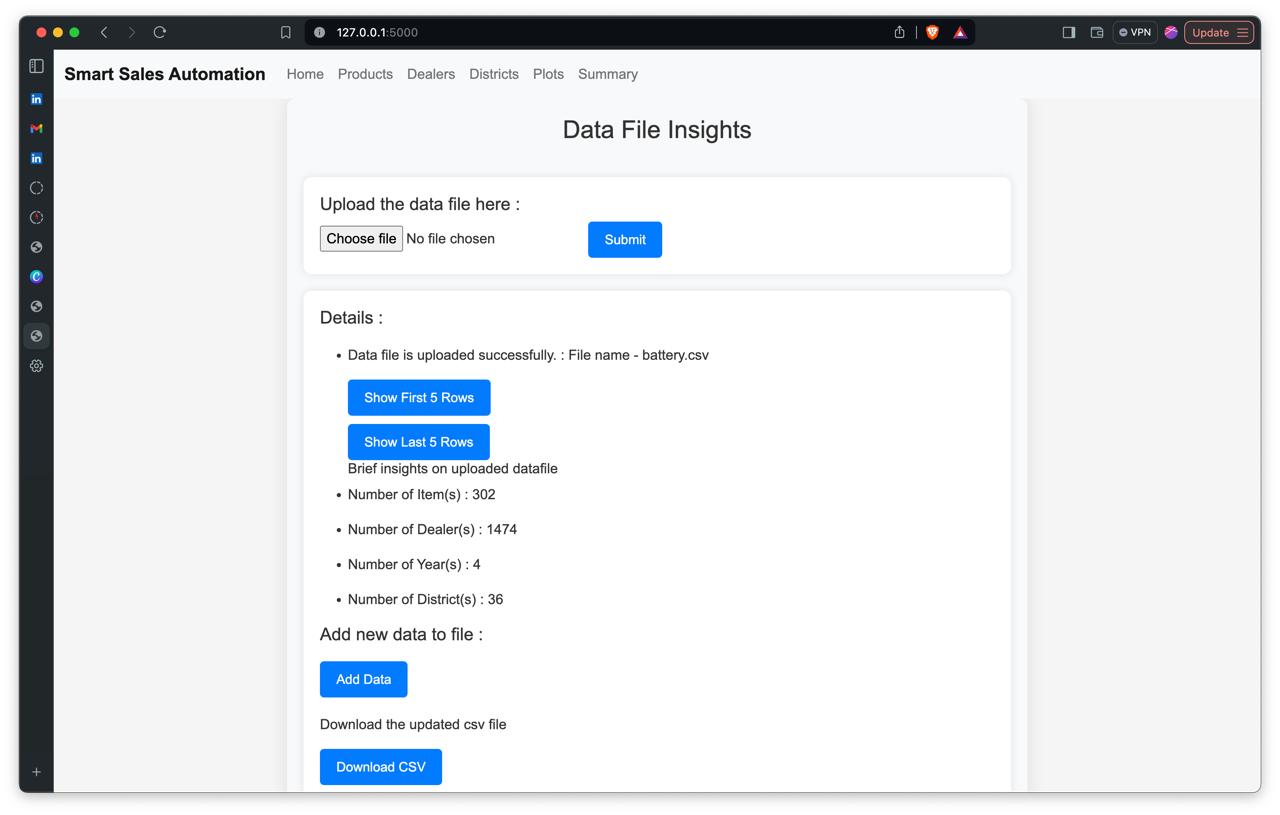 127.0.0.1:5000
VPN
Update
Smart Sales Automation Home Products Dealers Districts Plots Summary
Data File Insights
Upload the data file here :
Choose file No file chosen
Submit
Details :
• Data file is uploaded successfully. : File name - battery.csv
Show First 5 Rows
Show Last 5 Rows
Brief insights on uploaded datafile
• Number of Item(s) : 302
• Number of Dealer(s) : 1474
• Number of Year(s) : 4
• Number of District(s) : 36
Add new data to file :
Add Data
Download the updated csv file
Download CSV